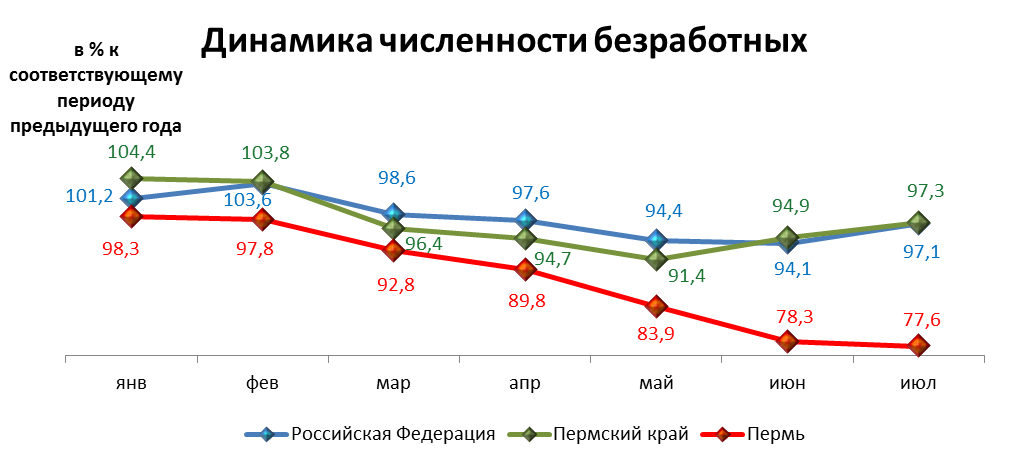 Динамика численности безработных
в % к
соответствующему
периоду
предыдущего года
104,4 103,8 98,6 97,6 94,4 94,9 97,3
101,2 103,6 96,4 94,7 91,4 94,1 97,1
98,3 97,8 92,8 89,8 83,9 78,3 77,6
янв фев мар апр май июн июл
Российская Федерация Пермский край Пермь